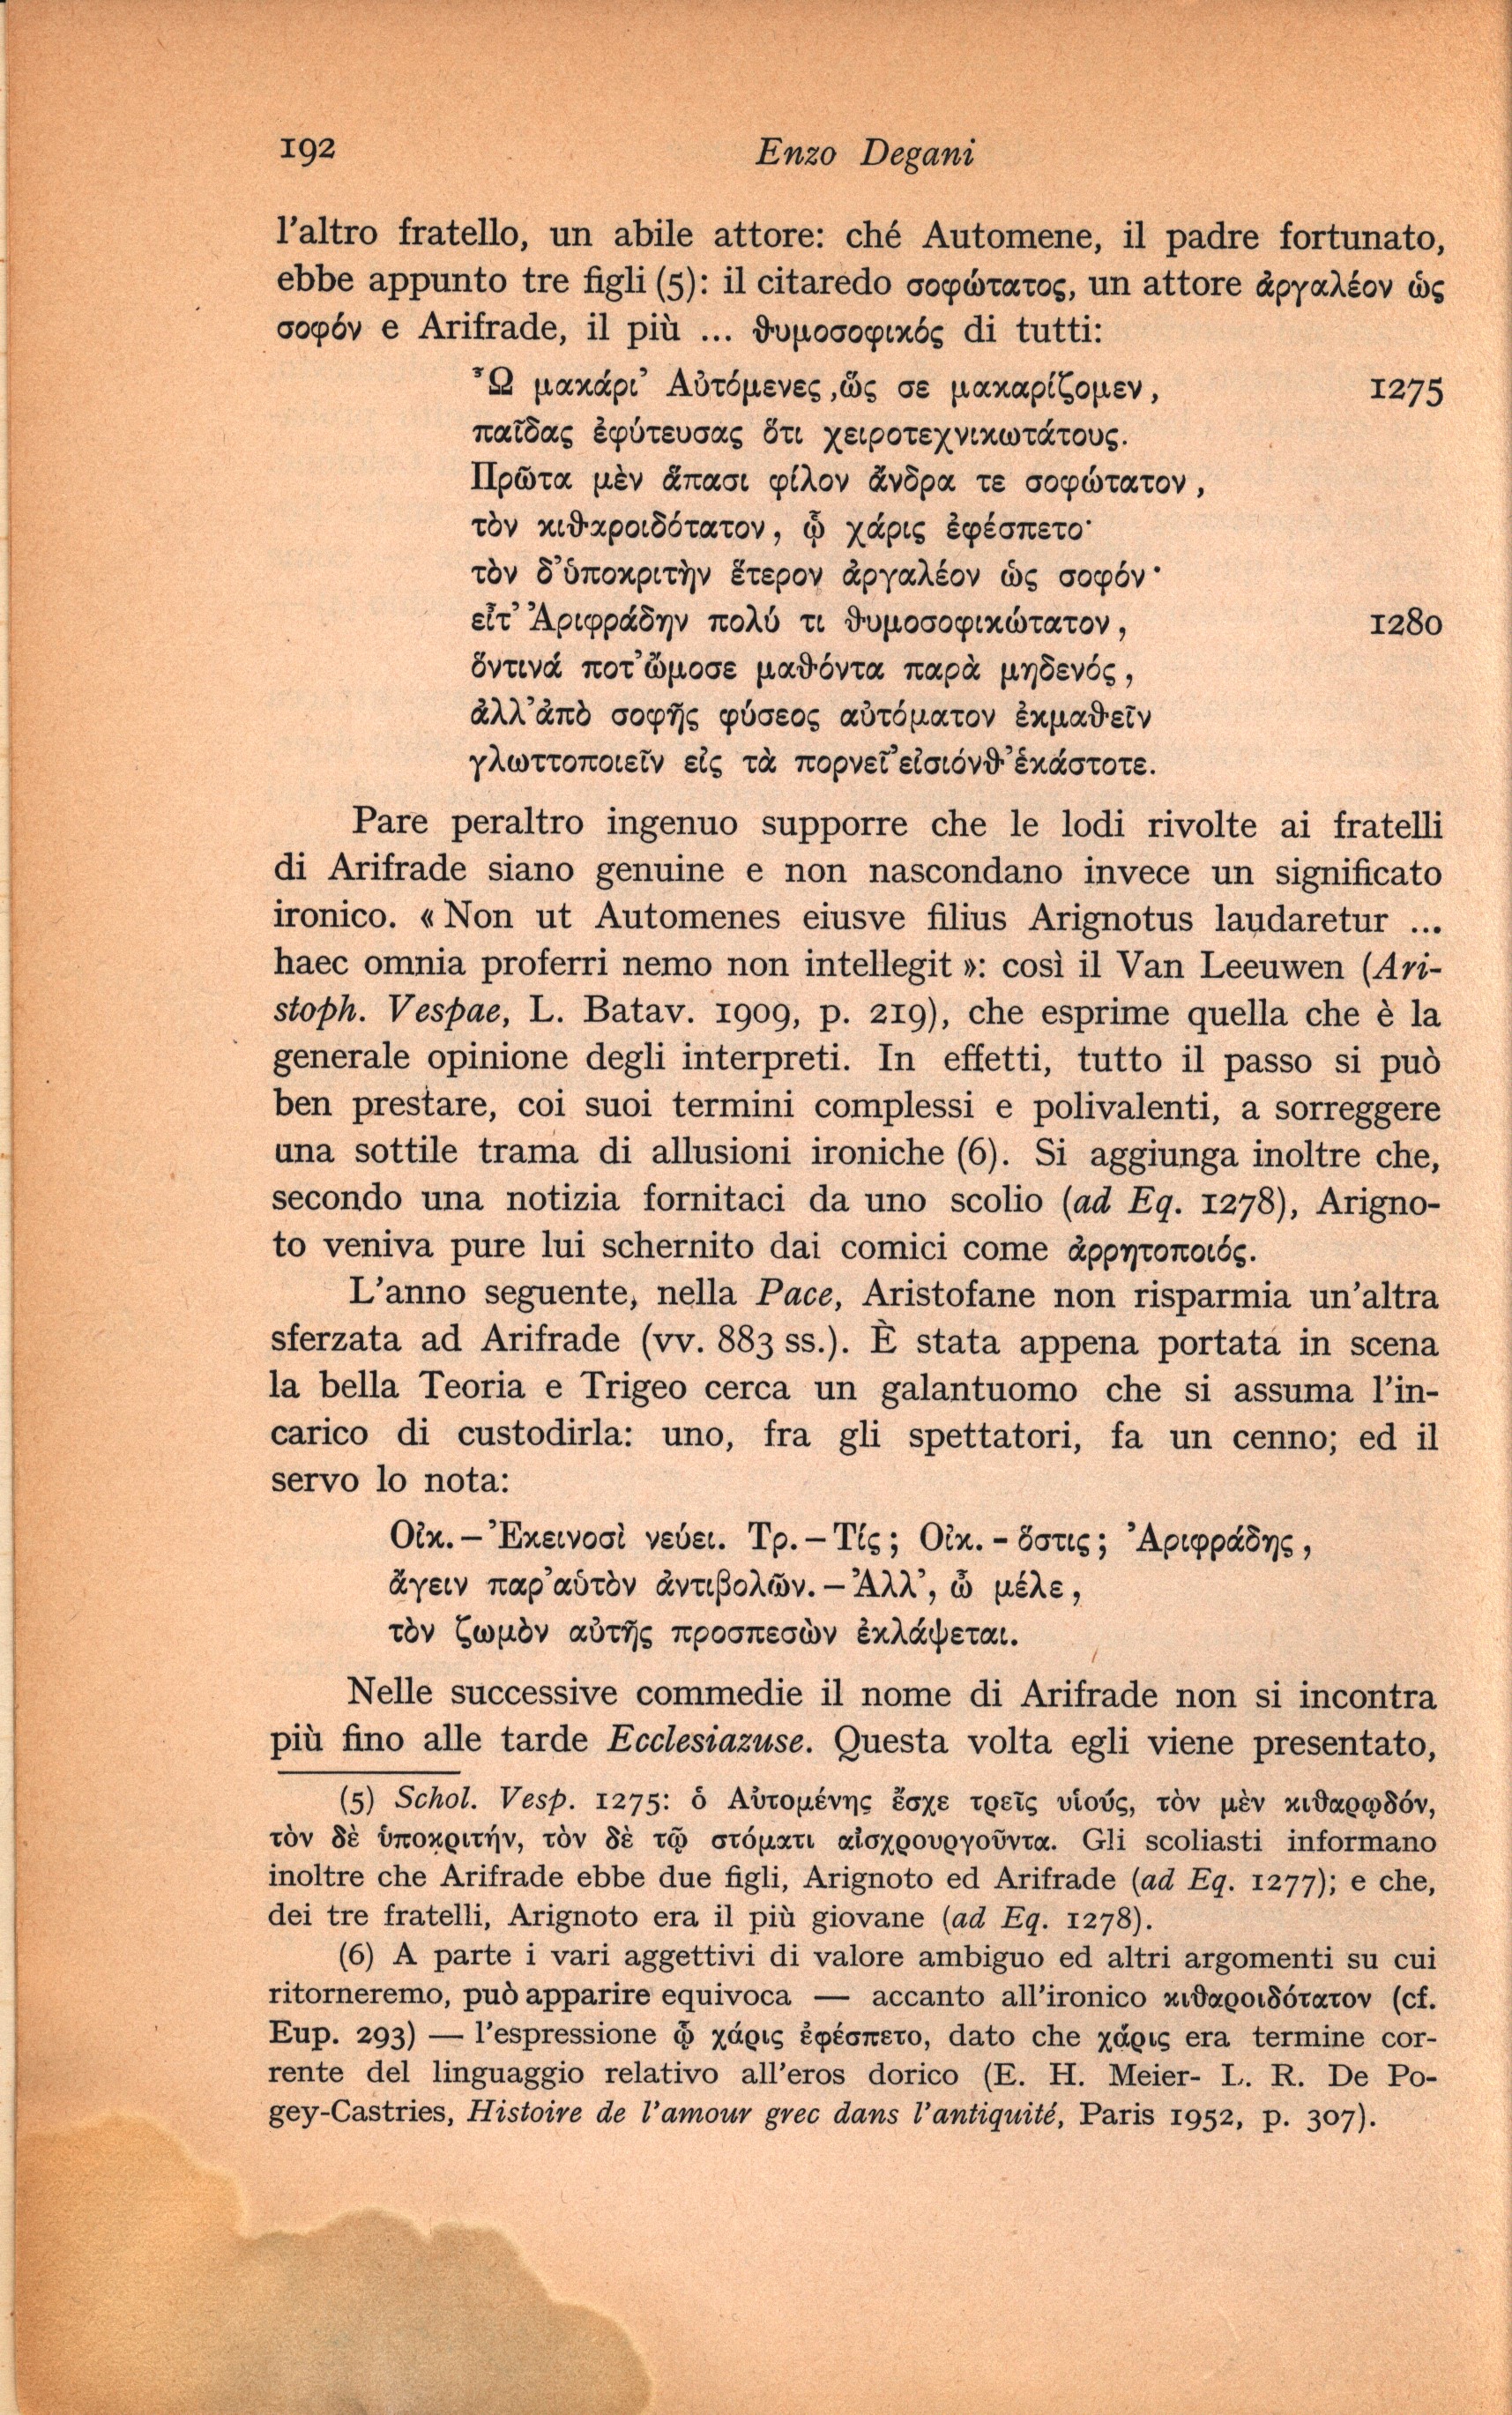 192
Enzo Degani
l'altro fratello, un abile attore: ché Automene, il padre fortunato,
ebbe appunto tre figli (5): il citaredo σοφώτατος, un attore ἀργαλέον ὡς
σοφόν e Arifrade, il più ... θυμοσοφικός di tutti:
Ὦ μακάρι' Αὐτόμενες, ὥς σε μακαρίζομεν, 1275
παῖδας ἐφύτευσας ὅτι χειροτεχνικωτάτους.
Πρῶτα μὲν ἅπασι φίλον ἄνδρα τε σοφώτατον,
τὸν κιθαροιδότατον, ᾧ χάρις ἐφέσπετο·
τὸν δ' ὑποκριτὴν ἕτερον ἀργαλέον ὡς σοφόν·
εἶτ' Ἀριφράδην πολύ τι θυμοσοφικώτατον, 1280
ὅντινά ποτ' ὤμοσε μαθόντα παρὰ μηδενός,
ἀλλ' ἀπὸ σοφῆς φύσεος αὐτόματον ἐκμαθεῖν
γλωττοποιεῖν εἰς τὰ πορνεῖ' εἰσιόνθ' ἑκάστοτε.
Pare peraltro ingenuo supporre che le lodi rivolte ai fratelli
di Arifrade siano genuine e non nascondano invece un significato
ironico. «Non ut Automenes eiusve filius Arignotus laudaretur ...
haec omnia proferri nemo non intellegit»: così il Van Leeuwen (Ari-
stoph. Vespae, L. Batav. 1909, p. 219), che esprime quella che è la
generale opinione degli interpreti. In effetti, tutto il passo si può
ben prestare, coi suoi termini complessi e polivalenti, a sorreggere
una sottile trama di allusioni ironiche (6). Si aggiunga inoltre che,
secondo una notizia fornitaci da uno scolio (ad Eq. 1278), Arigno-
to veniva pure lui schernito dai comici come ἀρρητοποιός.
L'anno seguente, nella Pace, Aristofane non risparmia un'altra
sferzata ad Arifrade (vv. 883 ss.). È stata appena portata in scena
la bella Teoria e Trigeo cerca un galantuomo che si assuma l'in-
carico di custodirla: uno, fra gli spettatori, fa un cenno; ed il
servo lo nota:
Οἰκ. – Ἐκεινοσὶ νεύει. Τρ. – Τίς; Οἰκ. – ὅστις; Ἀριφράδης,
ἄγειν παρ' αὑτὸν ἀντιβολῶν. – Ἀλλ', ὦ μέλε,
τὸν ζωμὸν αὐτῆς προσπεσὼν ἐκλάψεται.
Nelle successive commedie il nome di Arifrade non si incontra
più fino alle tarde Ecclesiazuse. Questa volta egli viene presentato,
(5) Schol. Vesp. 1275: ὁ Αὐτομένης ἔσχε τρεῖς υἱούς, τὸν μὲν κιθαρῳδόν,
τὸν δὲ ὑποκριτήν, τὸν δὲ τῷ στόματι αἰσχρουργοῦντα. Gli scoliasti informano
inoltre che Arifrade ebbe due figli, Arignoto ed Arifrade (ad Eq. 1277); e che,
dei tre fratelli, Arignoto era il più giovane (ad Eq. 1278).
(6) A parte i vari aggettivi di valore ambiguo ed altri argomenti su cui
ritorneremo, può apparire equivoca — accanto all'ironico κιθαροιδότατον (cf.
Eup. 293) — l'espressione ᾧ χάρις ἐφέσπετο, dato che χάρις era termine cor-
rente del linguaggio relativo all'eros dorico (E. H. Meier- L. R. De Po-
gey-Castries, Histoire de l'amour grec dans l'antiquité, Paris 1952, p. 307).